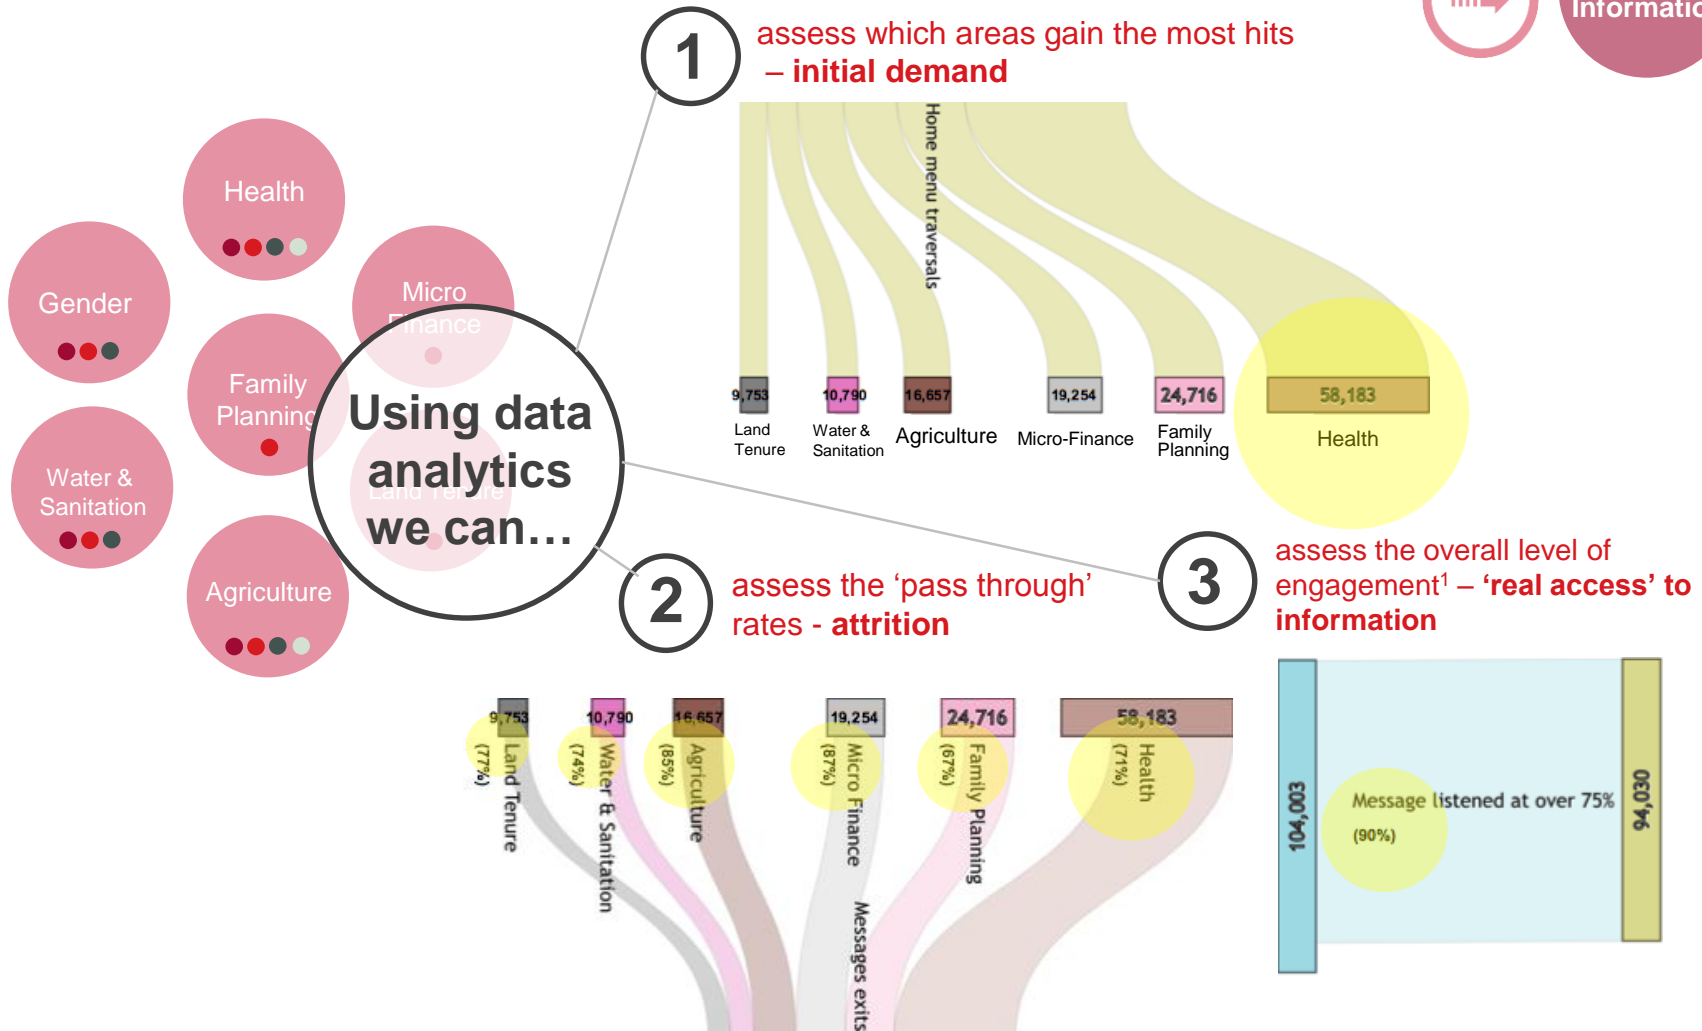 Informatio
1
assess which areas gain the most hits
– initial demand
Home menu traversals
9,753
10,790
16,657
19,254
24,716
58,183
Land
Tenure
Water &
Sanitation
Agriculture
Micro-Finance
Family
Planning
Health
Health
Gender
Micro
Finance
Family
Planning
Water &
Sanitation
Land Tenure
Agriculture
Using data
analytics
we can…
2
assess the ‘pass through’
rates - attrition
9,753
10,790
16,657
19,254
24,716
58,183
Land Tenure
(77%)
Water & Sanitation
(74%)
Agriculture
(85%)
Micro Finance
(87%)
Family Planning
(67%)
Health
(71%)
Messages exits
3
assess the overall level of
engagement¹ – ‘real access’ to
information
104,003
Message listened at over 75%
(90%)
94,030